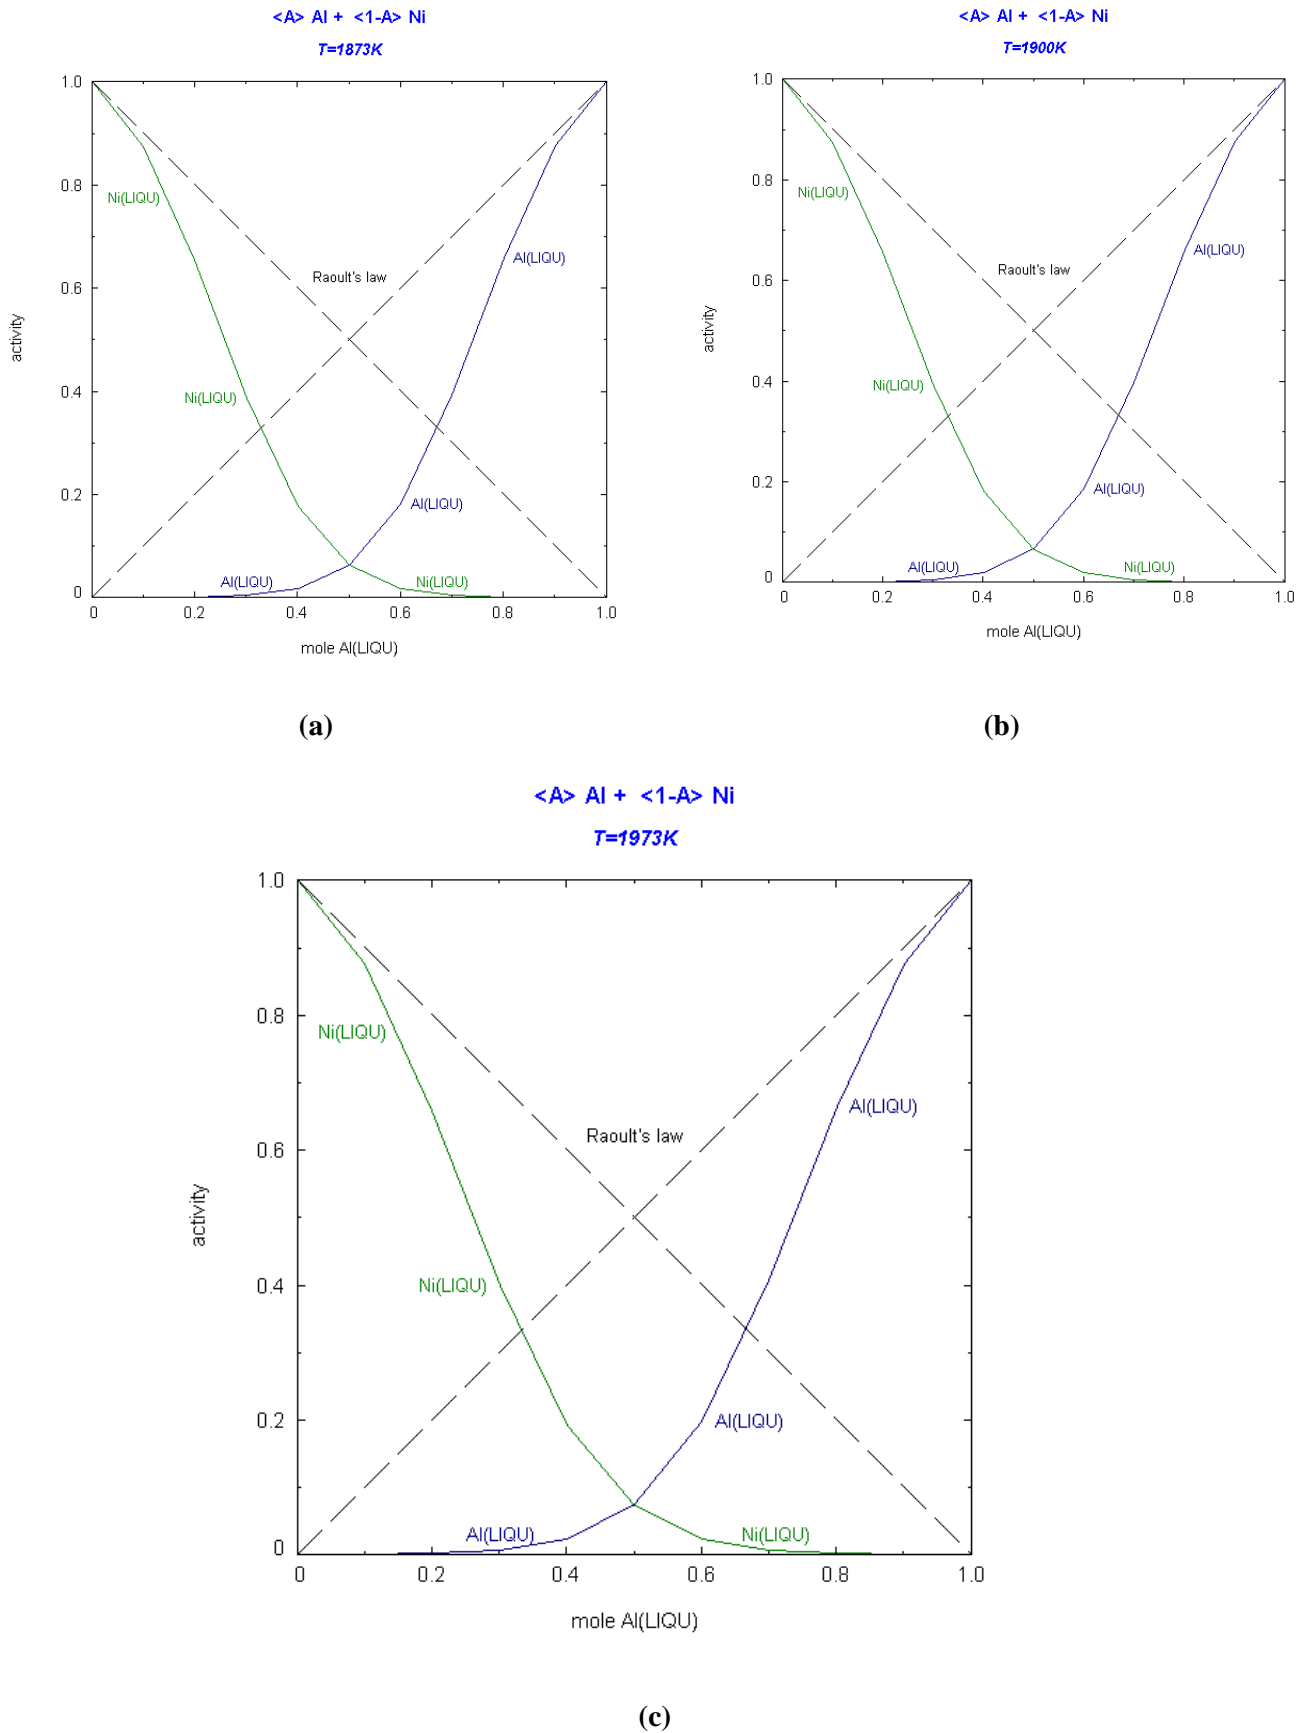 <A> Al + <1-A> Ni
T=1873K
1.0
0.8
0.6
0.4
0.2
0
0
0.2
0.4
0.6
0.8
1.0
activity
mole Al(LIQU)
Ni(LIQU)
Al(LIQU)
Raoult's law
Ni(LIQU)
Al(LIQU)
Al(LIQU)
Ni(LIQU)
(a)
<A> Al + <1-A> Ni
T=1900K
1.0
0.8
0.6
0.4
0.2
0
0
0.2
0.4
0.6
0.8
1.0
activity
mole Al(LIQU)
Ni(LIQU)
Al(LIQU)
Raoult's law
Ni(LIQU)
Al(LIQU)
Al(LIQU)
Ni(LIQU)
(b)
<A> Al + <1-A> Ni
T=1973K
1.0
0.8
0.6
0.4
0.2
0
0
0.2
0.4
0.6
0.8
1.0
activity
mole Al(LIQU)
Ni(LIQU)
Al(LIQU)
Raoult's law
Ni(LIQU)
Al(LIQU)
Al(LIQU)
Ni(LIQU)
(c)